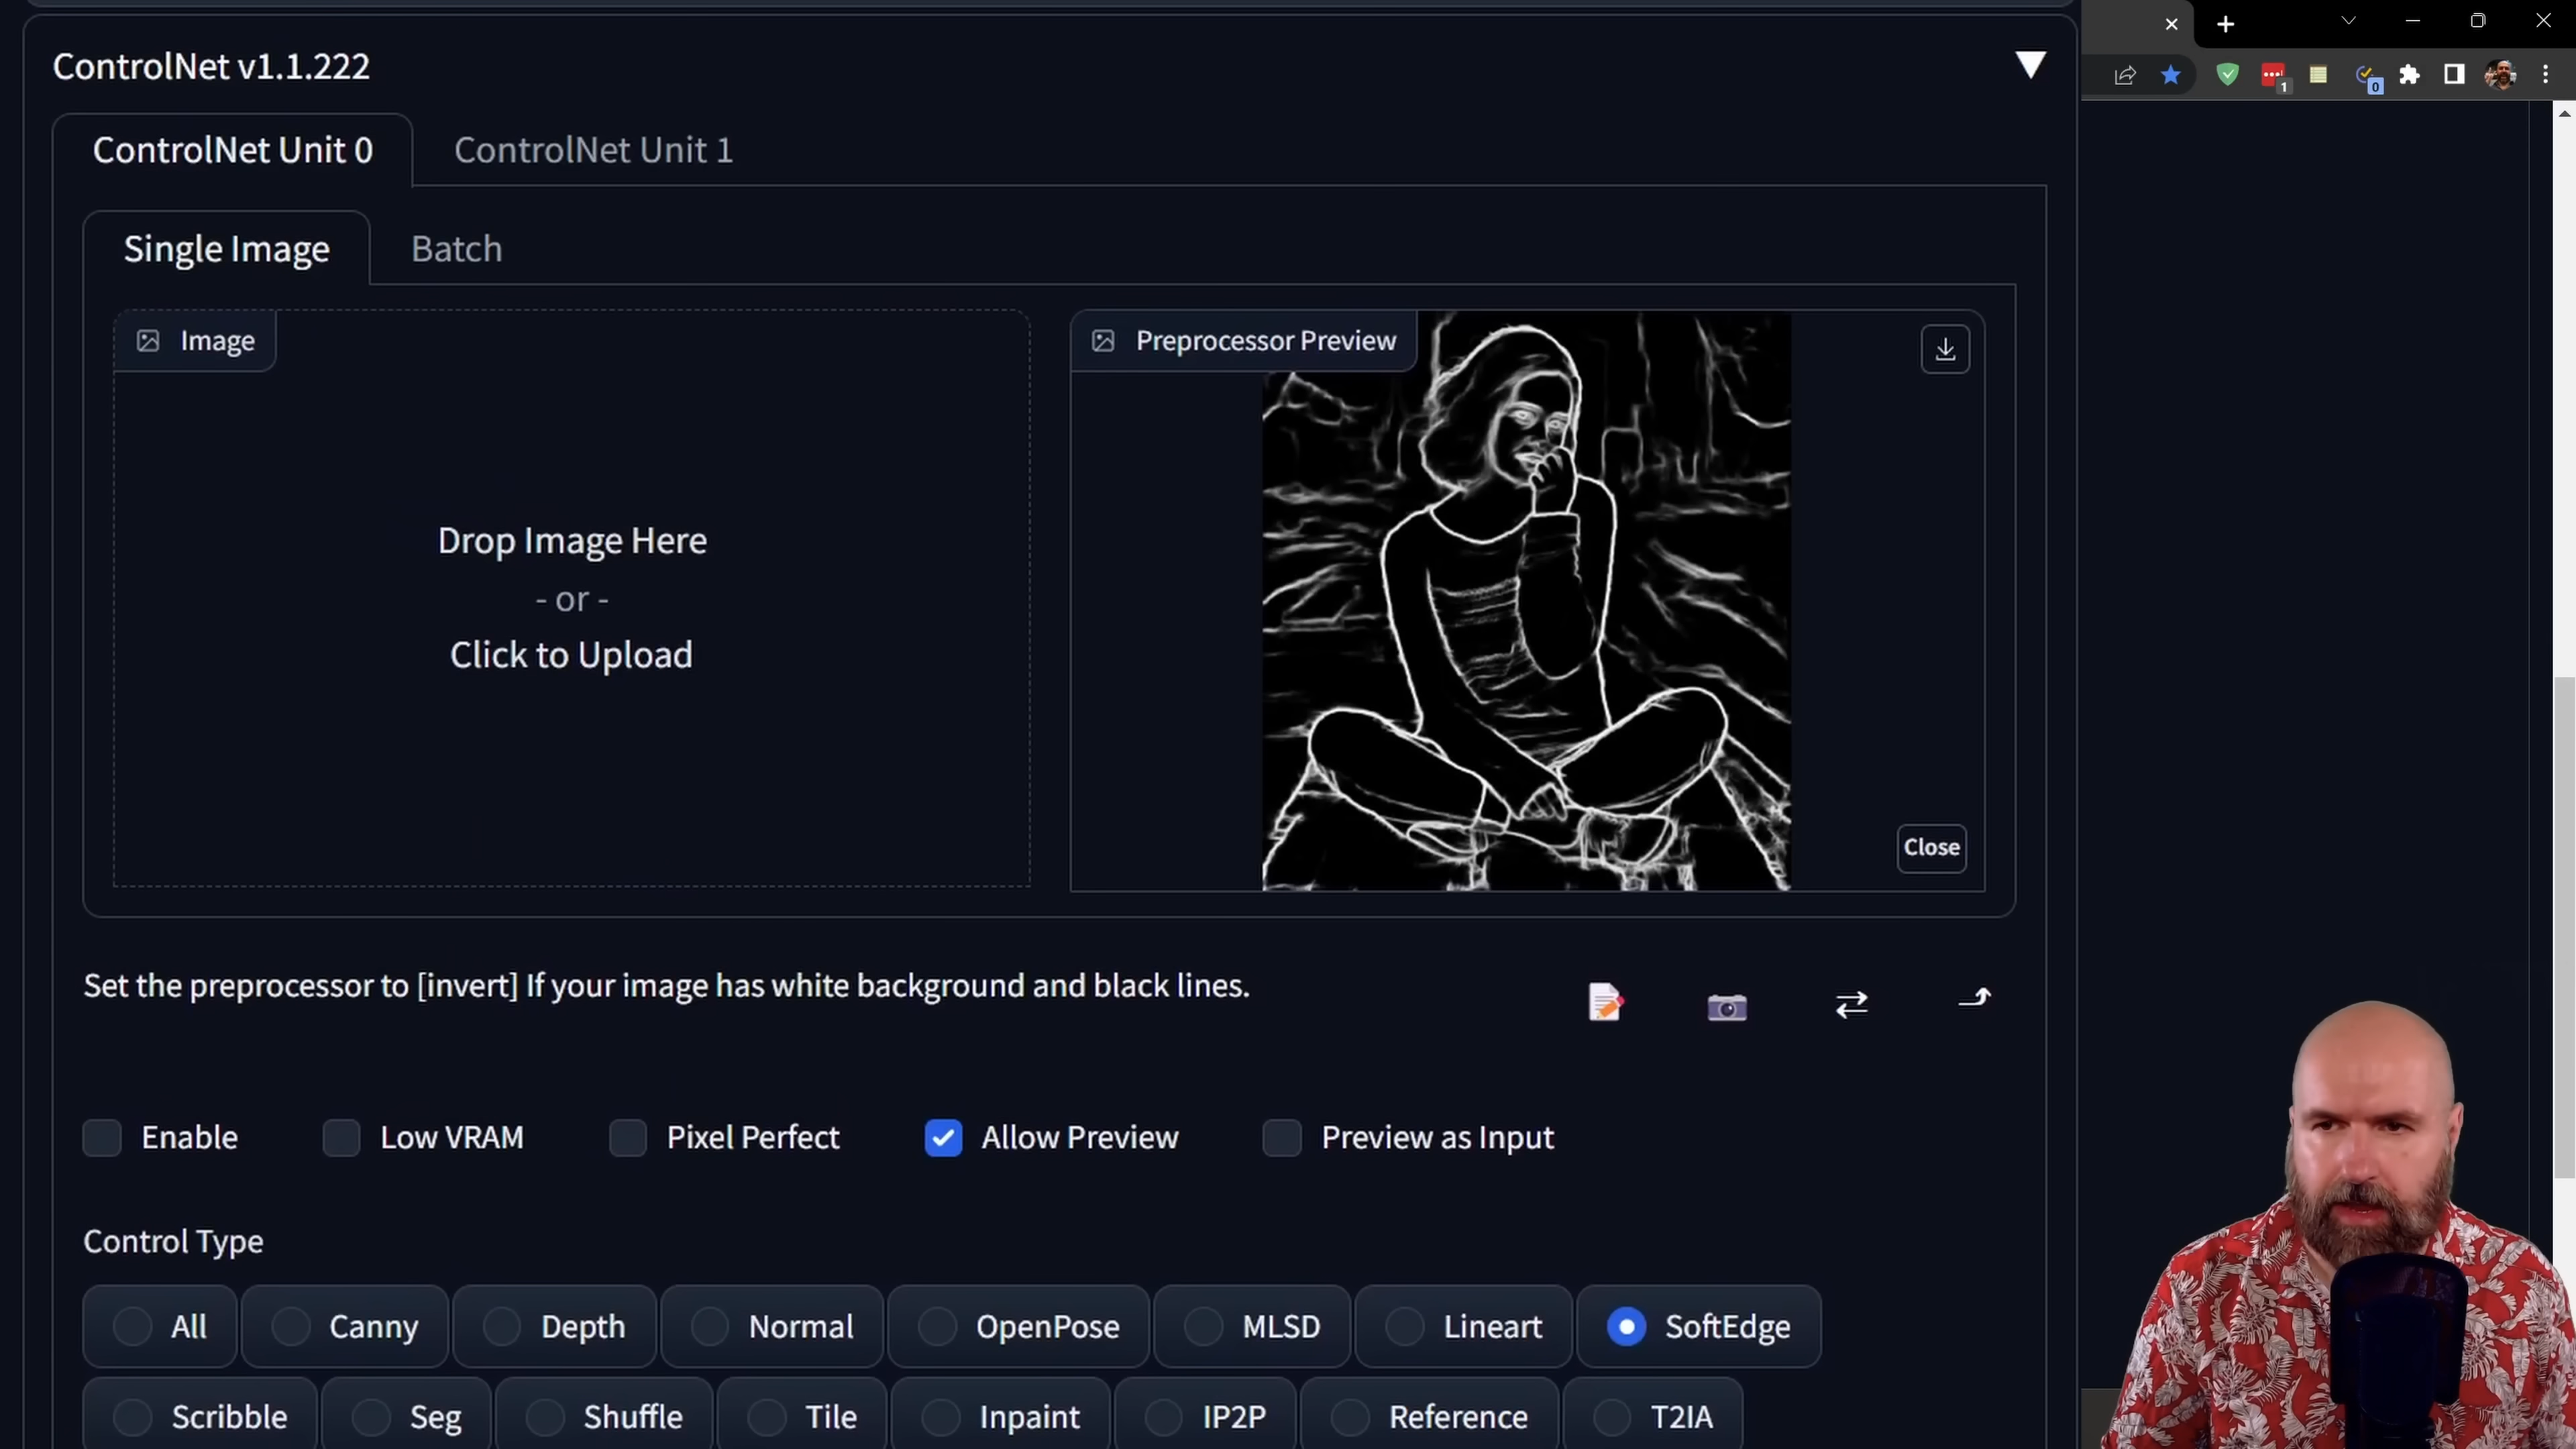 ControlNet v1.1.222
ControlNet Unit 0
ControlNet Unit 1
Single Image
Batch
Image
Drop Image Here
- or -
Click to Upload
Preprocessor Preview
Close
Set the preprocessor to [invert] If your image has white background and black lines.
Enable
Low VRAM
Pixel Perfect
Allow Preview
Preview as Input
Control Type
All
Canny
Depth
Normal
OpenPose
MLSD
Lineart
SoftEdge
Scribble
Seg
Shuffle
Tile
Inpaint
IP2P
Reference
T2IA
1
0